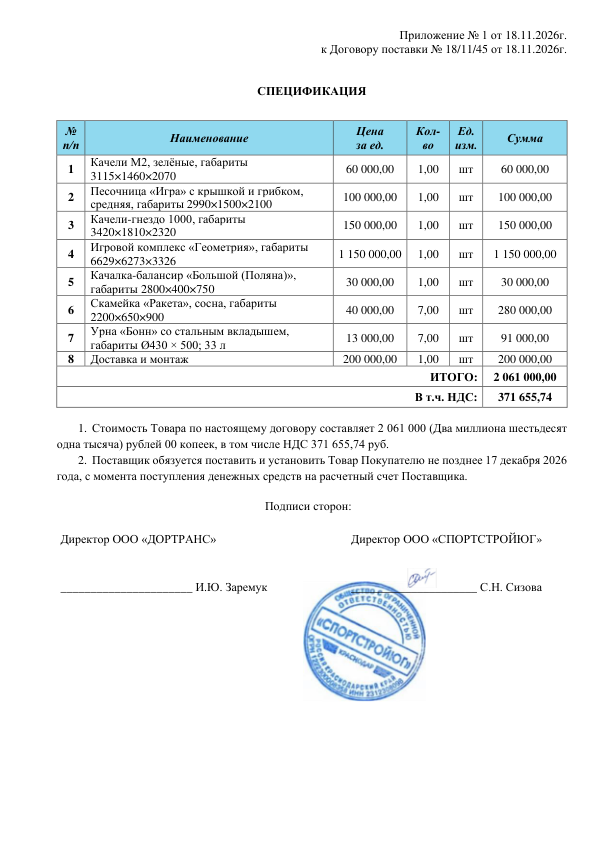 Приложение № 1 от 18.11.2026г.
к Договору поставки № 18/11/45 от 18.11.2026г.
СПЕЦИФИКАЦИЯ
№ п/п Наименование Цена за ед. Кол-во Ед. изм. Сумма
1 Качели М2, зелёные, габариты 3115×1460×2070 60 000,00 1,00 шт 60 000,00
2 Песочница «Игра» с крышкой и грибком, средняя, габариты 2990×1500×2100 100 000,00 1,00 шт 100 000,00
3 Качели-гнездо 1000, габариты 3420×1810×2320 150 000,00 1,00 шт 150 000,00
4 Игровой комплекс «Геометрия», габариты 6629×6273×3326 1 150 000,00 1,00 шт 1 150 000,00
5 Качалка-балансир «Большой (Поляна)», габариты 2800×400×750 30 000,00 1,00 шт 30 000,00
6 Скамейка «Ракета», сосна, габариты 2200×650×900 40 000,00 7,00 шт 280 000,00
7 Урна «Бонн» со стальным вкладышем, габариты Ø430 × 500; 33 л 13 000,00 7,00 шт 91 000,00
8 Доставка и монтаж 200 000,00 1,00 шт 200 000,00
ИТОГО: 2 061 000,00
В т.ч. НДС: 371 655,74
1. Стоимость Товара по настоящему договору составляет 2 061 000 (Два миллиона шестьдесят
одна тысяча) рублей 00 копеек, в том числе НДС 371 655,74 руб.
2. Поставщик обязуется поставить и установить Товар Покупателю не позднее 17 декабря 2026
года, с момента поступления денежных средств на расчетный счет Поставщика.
Подписи сторон:
Директор ООО «ДОРТРАНС» Директор ООО «СПОРТСТРОЙЮГ»
И.Ю. Заремук С.Н. Сизова
ОБЩЕСТВО С ОГРАНИЧЕННОЙ
ОТВЕТСТВЕННОСТЬЮ
«СПОРТСТРОЙЮГ»
КРАСНОДАР
РОССИЯ КРАСНОДАРСКИЙ КРАЙ